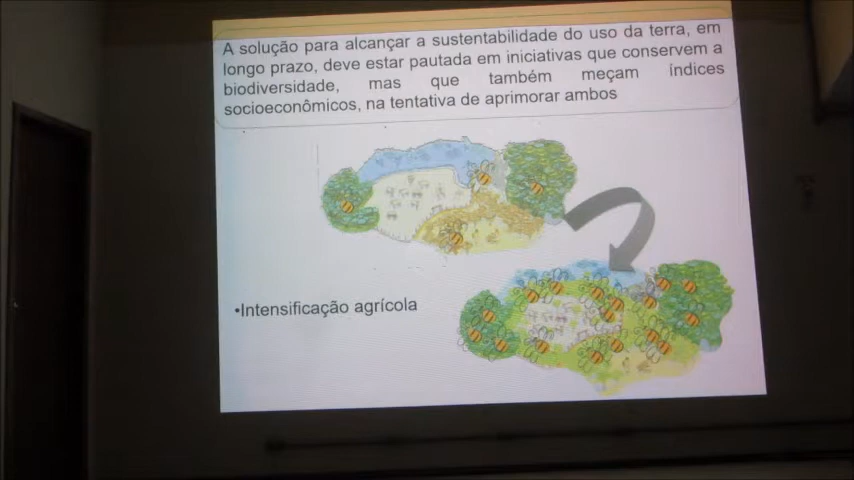 A solução para alcançar a sustentabilidade do uso da terra, em
longo prazo, deve estar pautada em iniciativas que conservem a
biodiversidade, mas que também meçam índices
socioeconômicos, na tentativa de aprimorar ambos
•Intensificação agrícola